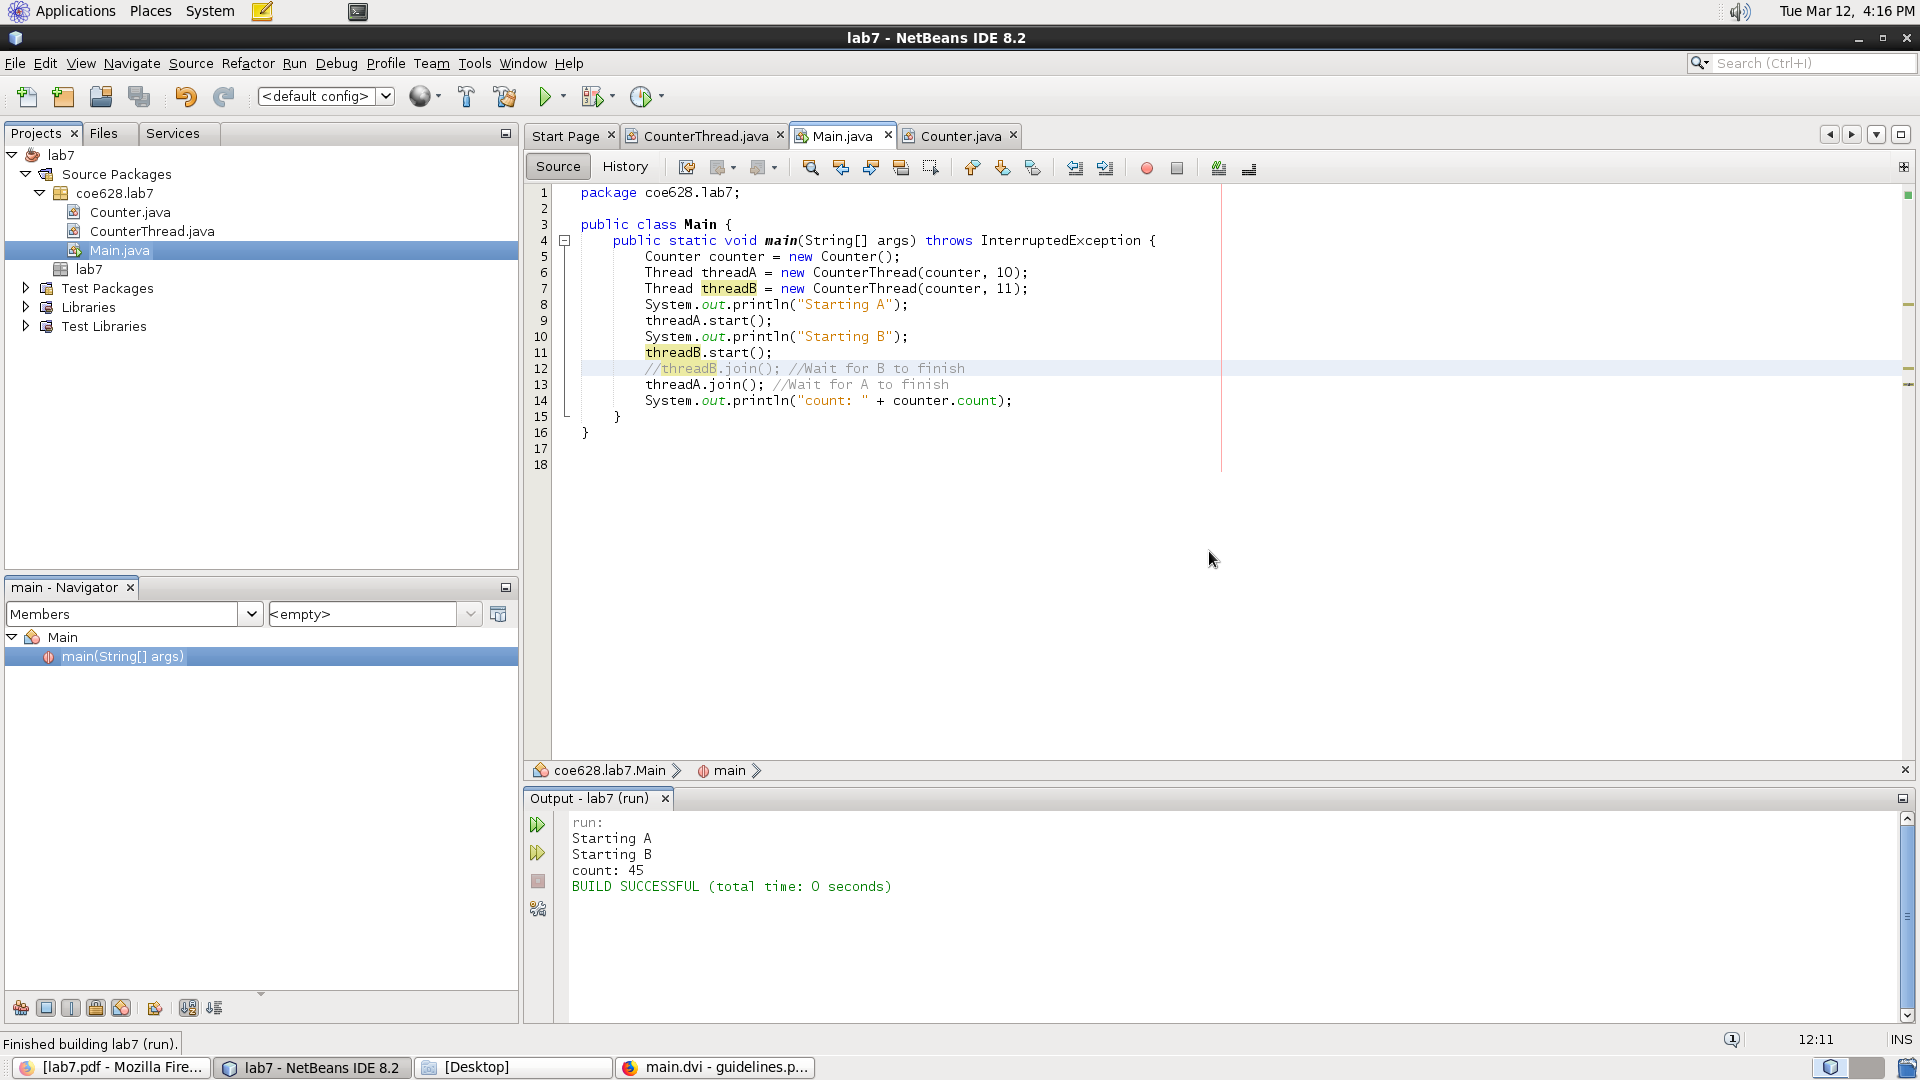 Applications Places System Tue Mar 12, 4:16 PM
lab7 - NetBeans IDE 8.2
File Edit View Navigate Source Refactor Run Debug Profile Team Tools Window Help Search (Ctrl+I)
<default config>
Projects Files Services
lab7
Source Packages
coe628.lab7
Counter.java
CounterThread.java
Main.java
lab7
Test Packages
Libraries
Test Libraries
main - Navigator
Members <empty>
Main
main(String[] args)
Start Page CounterThread.java Main.java Counter.java
Source History
1 package coe628.lab7;
2
3 public class Main {
4 public static void main(String[] args) throws InterruptedException {
5 Counter counter = new Counter();
6 Thread threadA = new CounterThread(counter, 10);
7 Thread threadB = new CounterThread(counter, 11);
8 System.out.println("Starting A");
9 threadA.start();
10 System.out.println("Starting B");
11 threadB.start();
12 //threadB.join(); //Wait for B to finish
13 threadA.join(); //Wait for A to finish
14 System.out.println("count: " + counter.count);
15 }
16 }
17
18
coe628.lab7.Main main
Output - lab7 (run)
run:
Starting A
Starting B
count: 45
BUILD SUCCESSFUL (total time: 0 seconds)
Finished building lab7 (run). 1 12:11 INS
[lab7.pdf - Mozilla Fire... lab7 - NetBeans IDE 8.2 [Desktop] main.dvi - guidelines.p...